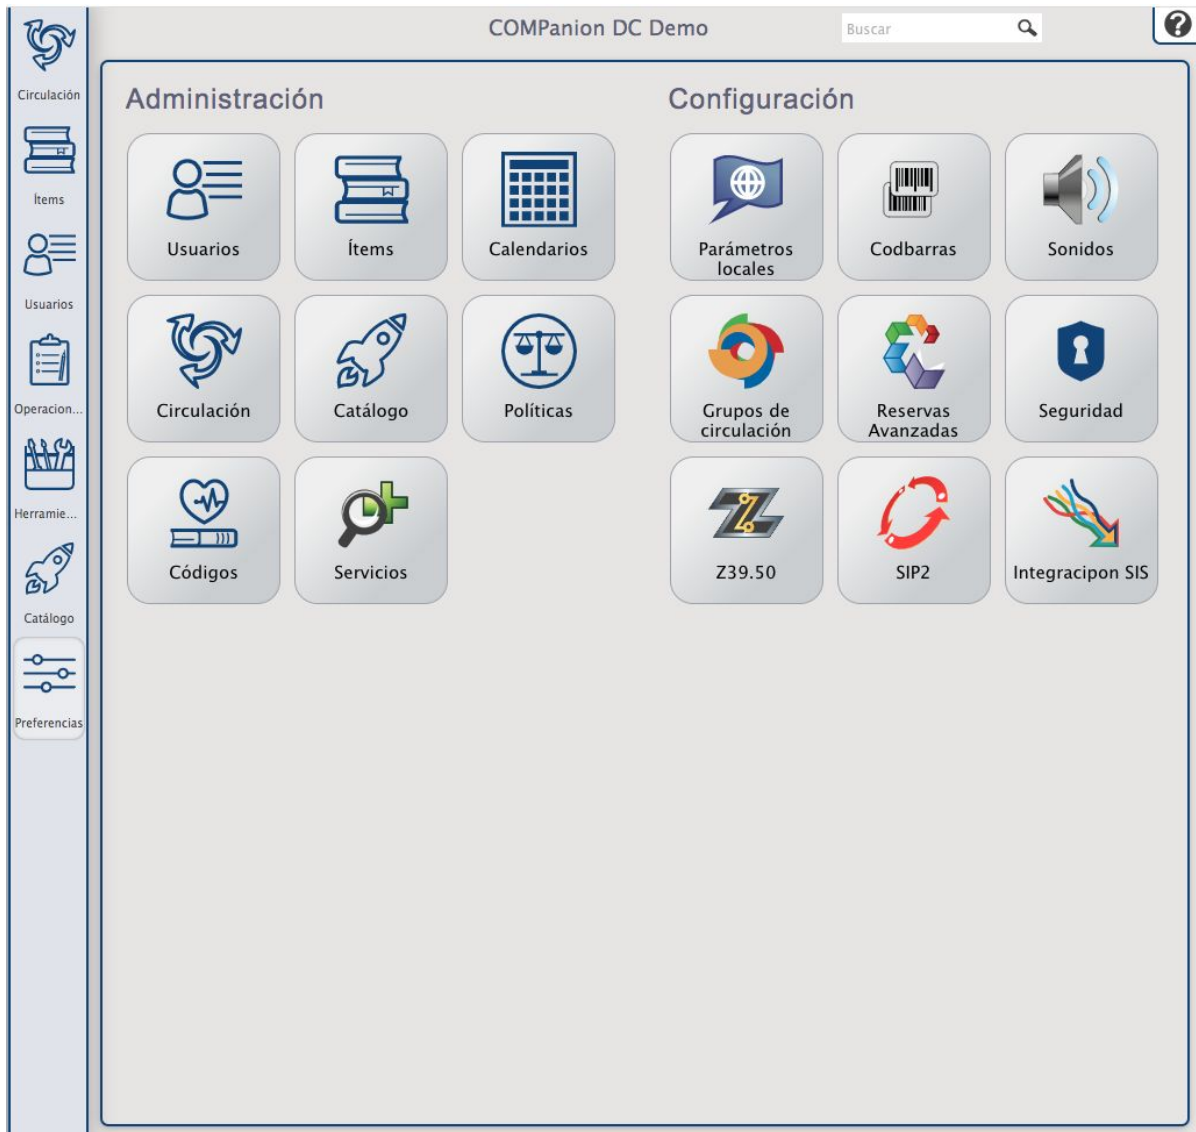 COMPanion DC Demo
Buscar
Circulación
Ítems
Usuarios
Operacion...
Herramie...
Catálogo
Preferencias
Administración
Usuarios
Ítems
Calendarios
Circulación
Catálogo
Políticas
Códigos
Servicios
Configuración
Parámetros
locales
Codbarras
Sonidos
Grupos de
circulación
Reservas
Avanzadas
Seguridad
Z39.50
SIP2
Integracipon SIS